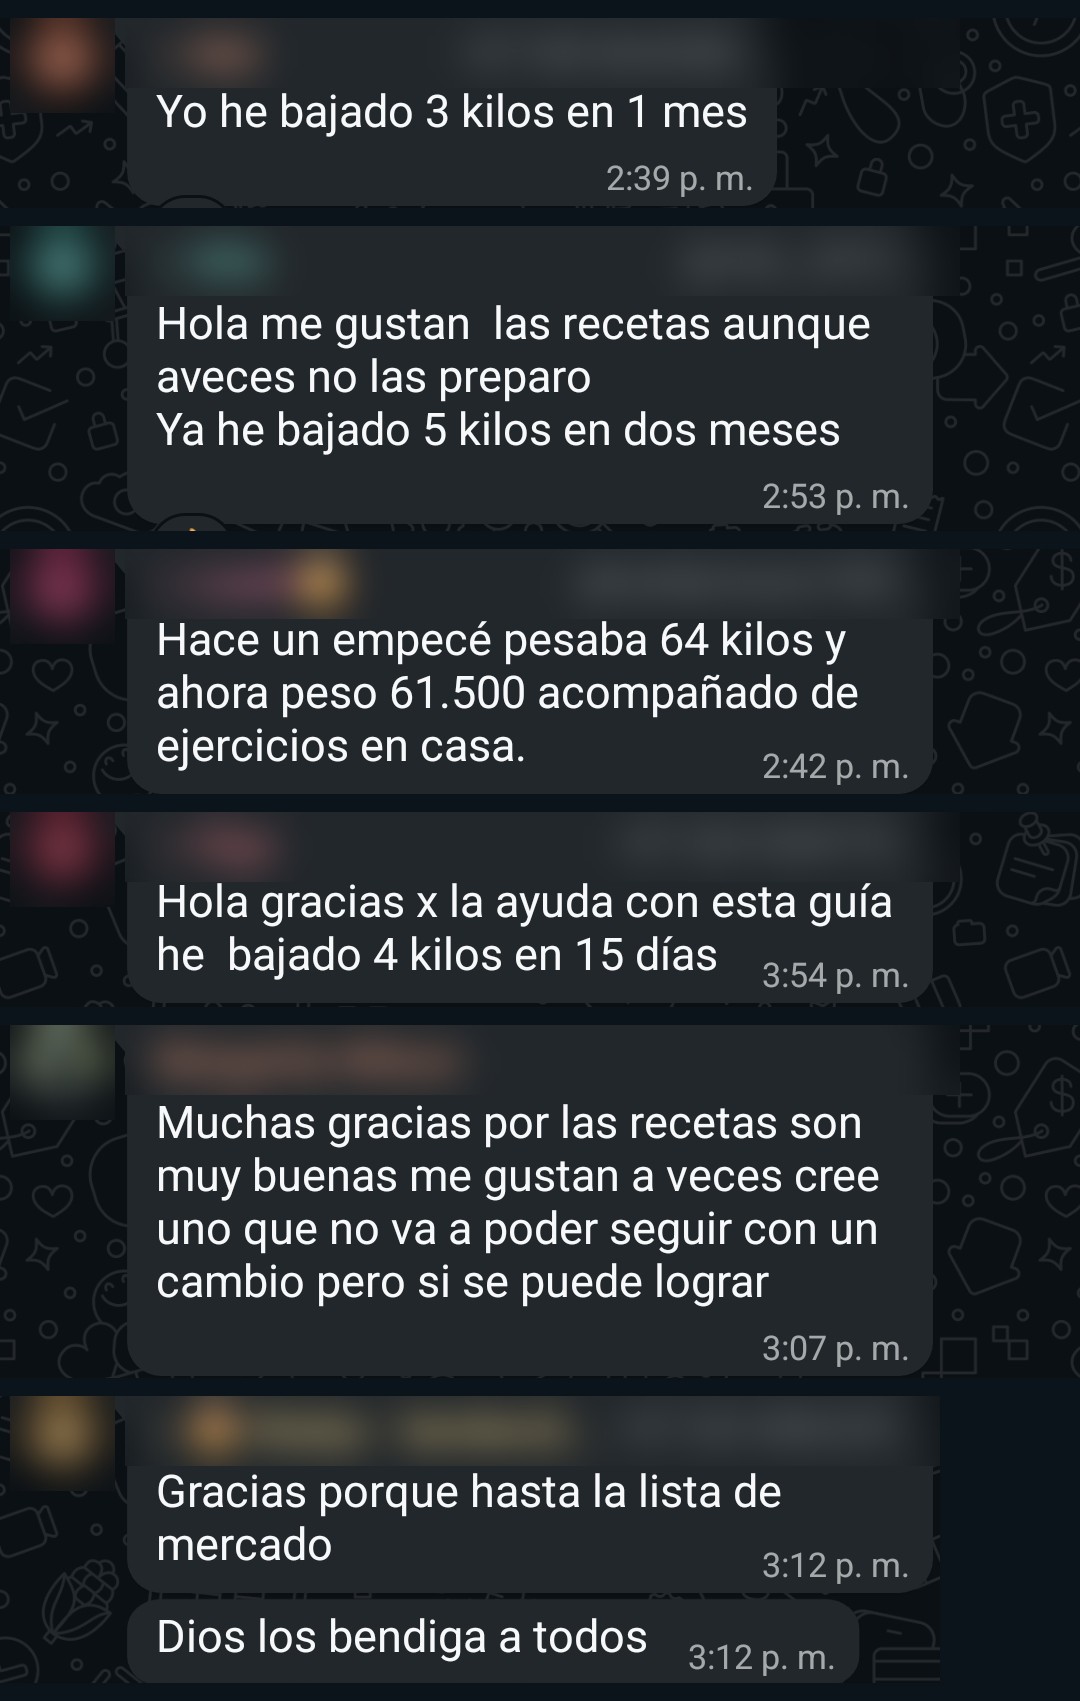 Yo he bajado 3 kilos en 1 mes
2:39 p. m.
Hola me gustan  las recetas aunque
aveces no las preparo
Ya he bajado 5 kilos en dos meses
2:53 p. m.
Hace un empecé pesaba 64 kilos y
ahora peso 61.500 acompañado de
ejercicios en casa.
2:42 p. m.
Hola gracias x la ayuda con esta guía
he  bajado 4 kilos en 15 días
3:54 p. m.
Muchas gracias por las recetas son
muy buenas me gustan a veces cree
uno que no va a poder seguir con un
cambio pero si se puede lograr
3:07 p. m.
Gracias porque hasta la lista de
mercado
3:12 p. m.
Dios los bendiga a todos
3:12 p. m.